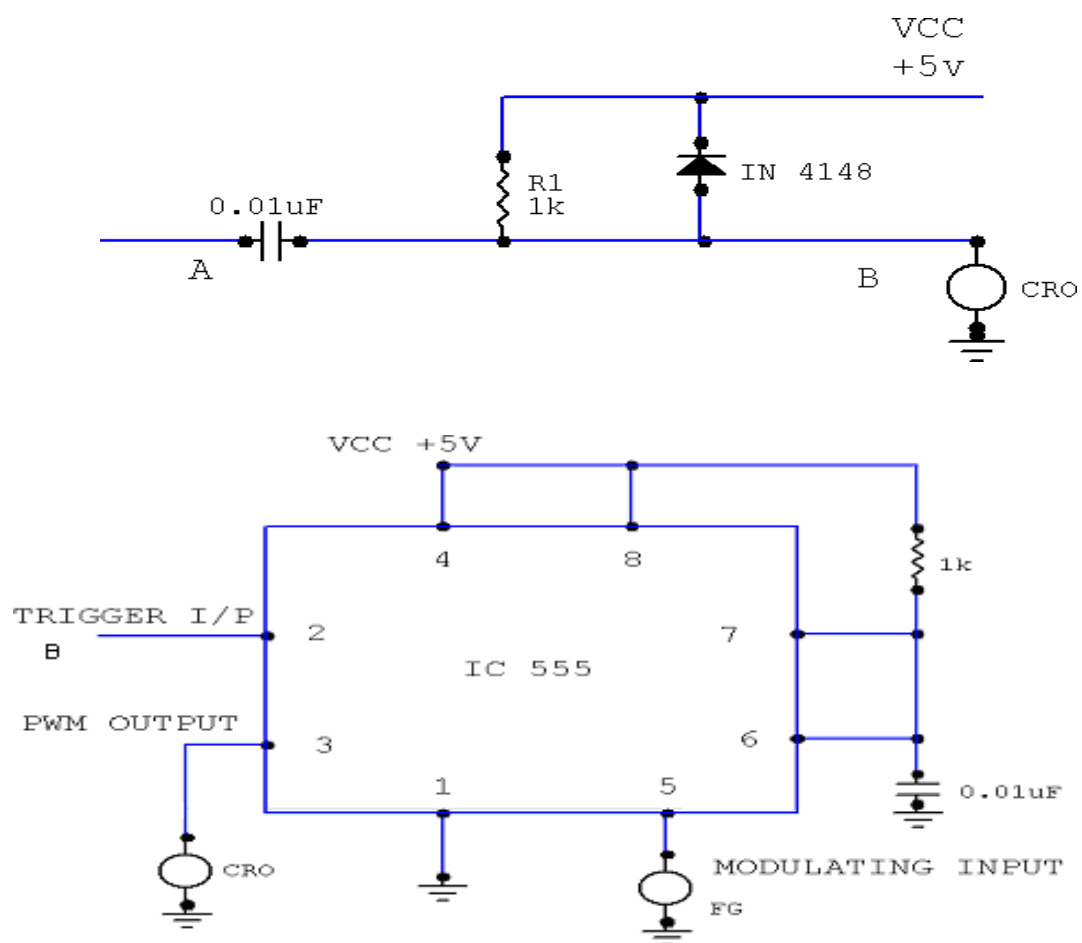 VCC
+5v
R1
1k
IN 4148
0.01uF
A
B
CRO
VCC +5V
4
8
1k
TRIGGER I/P
B
2
7
IC 555
PWM OUTPUT
3
6
1
5
0.01uF
CRO
MODULATING INPUT
FG